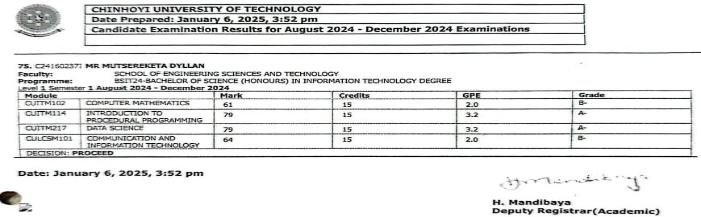 CHINHOYI UNIVERSITY OF TECHNOLOGY
Date Prepared: January 6, 2025, 3:52 pm
Candidate Examination Results for August 2024 - December 2024 Examinations
75. C24160237I MR MUTSEREKETA DYLLAN
Faculty: SCHOOL OF ENGINEERING SCIENCES AND TECHNOLOGY
Programme: BSIT24-BACHELOR OF SCIENCE (HONOURS) IN INFORMATION TECHNOLOGY DEGREE
Level 1 Semester 1 August 2024 - December 2024
Module Mark Credits GPE Grade
CUITM102 COMPUTER MATHEMATICS 61 15 2.0 B-
CUITM114 INTRODUCTION TO PROCEDURAL PROGRAMMING 79 15 3.2 A-
CUITM217 DATA SCIENCE 79 15 3.2 A-
CULCSM101 COMMUNICATION AND INFORMATION TECHNOLOGY 64 15 2.0 B-
DECISION: PROCEED
Date: January 6, 2025, 3:52 pm
H. Mandibaya
Deputy Registrar(Academic)